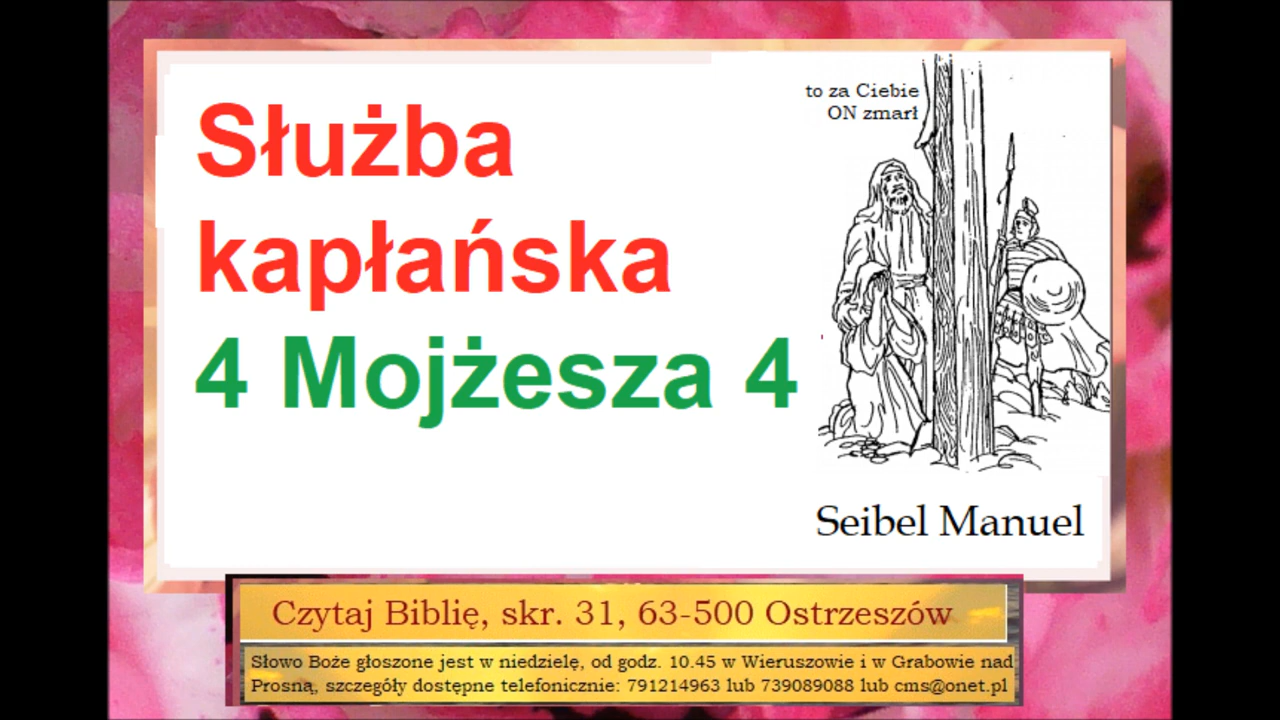 Służba
kapłańska
4 Mojżesza 4
to za Ciebie
ON zmarł
Seibel Manuel
Czytaj Biblię, skr. 31, 63-500 Ostrzeszów
Słowo Boże głoszone jest w niedzielę, od godz. 10.45 w Wieruszowie i w Grabowie nad
Prosną, szczegóły dostępne telefonicznie: 791214963 lub 739089088 lub cms@onet.pl